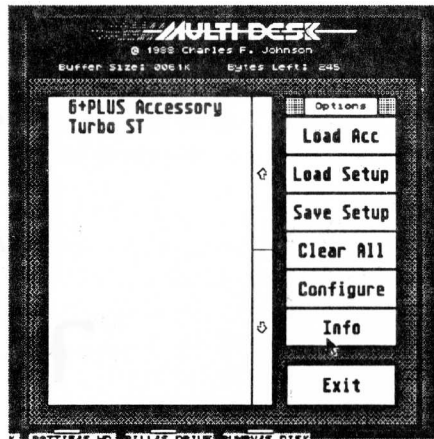 MULTI DESK
© 1988 Charles F. Johnson
Buffer Size: 0061K Bytes Left: 245
6+PLUS Accessory
Turbo ST
Options
Load Acc
Load Setup
Save Setup
Clear All
Configure
Info
Exit